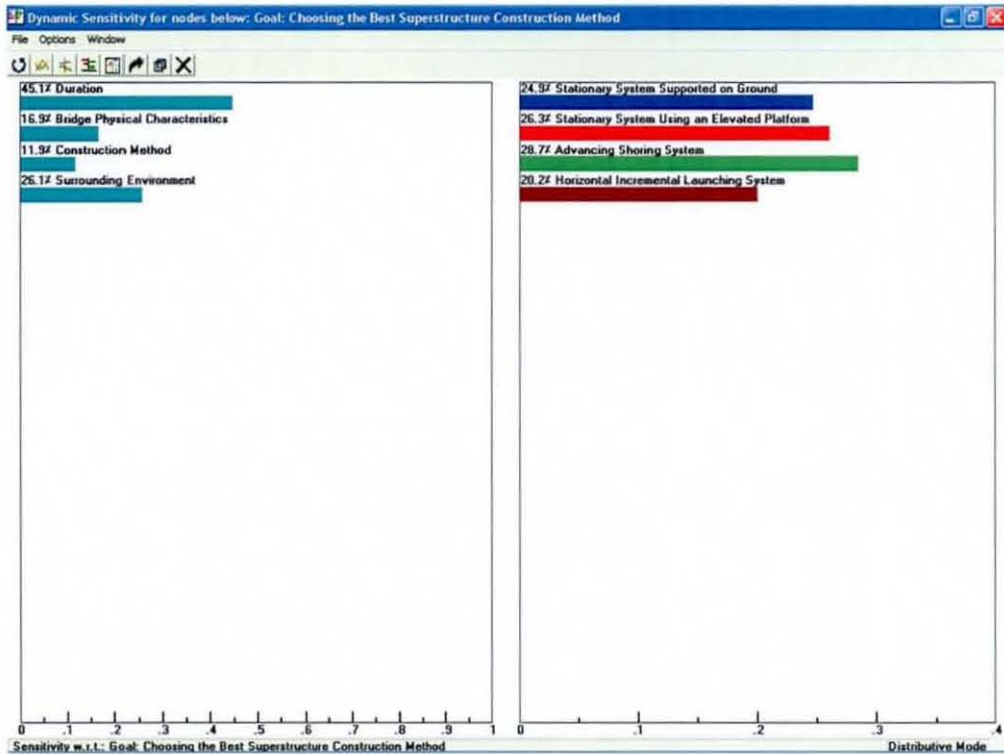 Dynamic Sensitivity for nodes below: Goal: Choosing the Best Superstructure Construction Method
File Options Window
45.1% Duration
16.9% Bridge Physical Characteristics
11.9% Construction Method
26.1% Surrounding Environment
0 .1 .2 .3 .4 .5 .6 .7 .8 .9 1
24.9% Stationary System Supported on Ground
26.3% Stationary System Using an Elevated Platform
28.7% Advancing Shoring System
20.2% Horizontal Incremental Launching System
0 .1 .2 .3 .4
Sensitivity w.r.t.: Goal: Choosing the Best Superstructure Construction Method
Distributive Mode